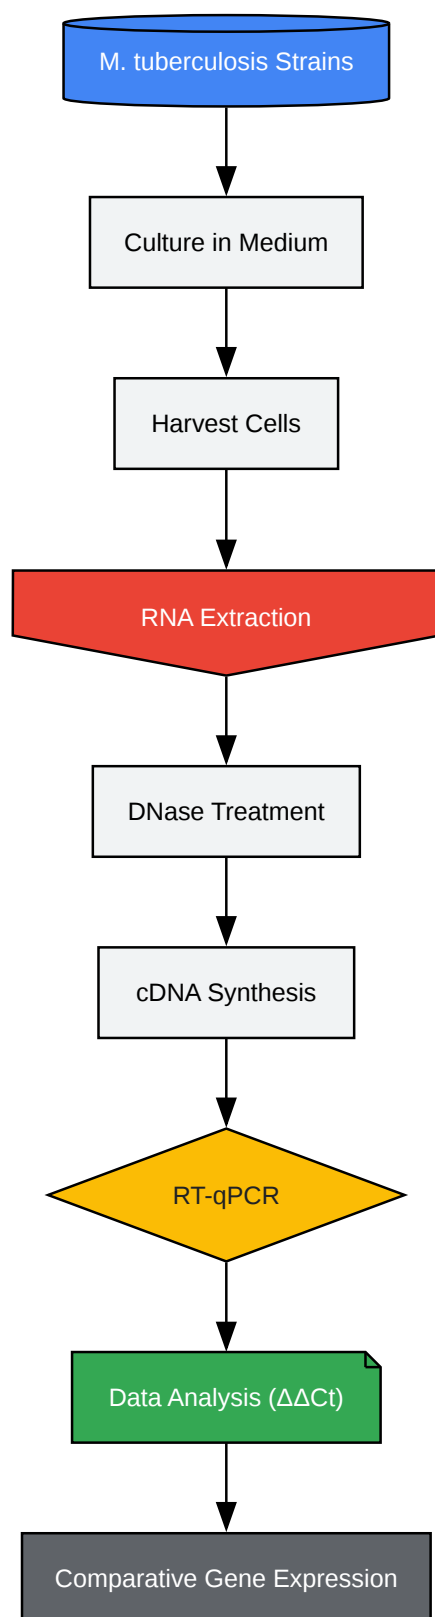 M. tuberculosis Strains
Culture in Medium
Harvest Cells
RNA Extraction
DNase Treatment
cDNA Synthesis
RT-qPCR
Data Analysis (ΔΔCt)
Comparative Gene Expression